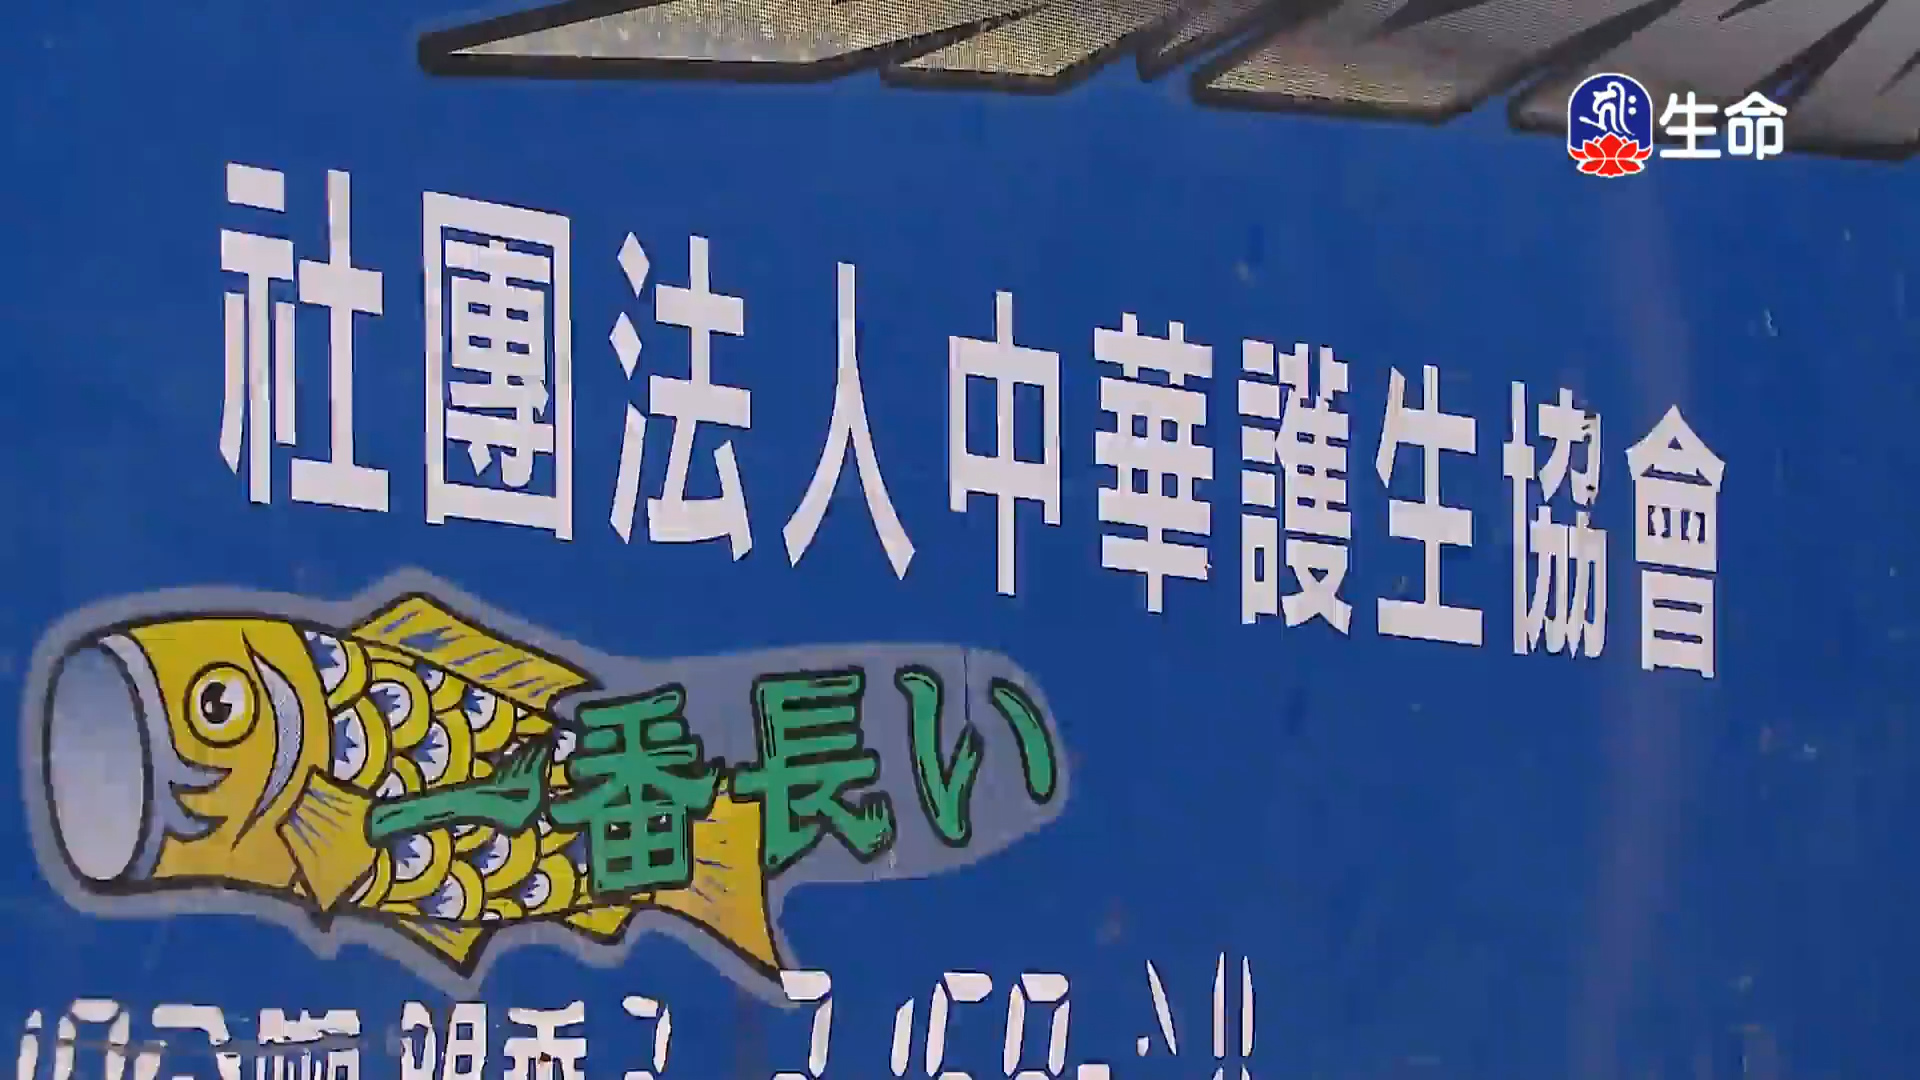 生命
社團法人中華護生協會
一番長い